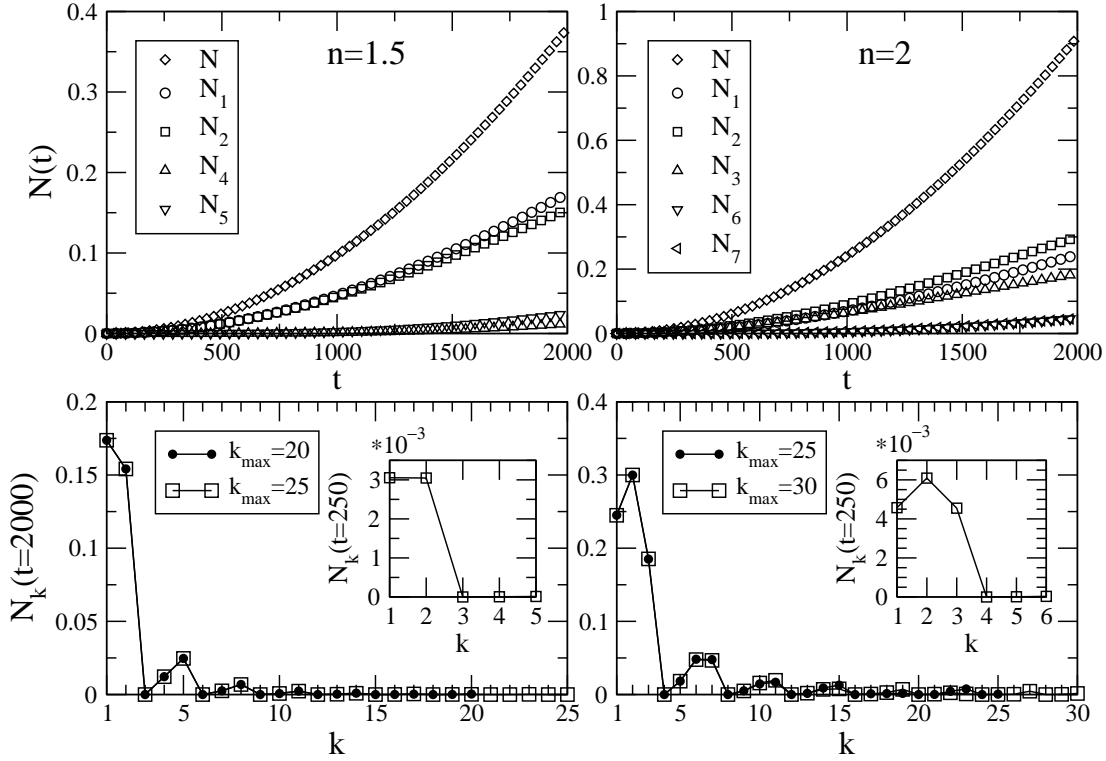 N(t)
0.4
0.3
0.2
0.1
0
N
N1
N2
N4
N5
n=1.5
0
500
1000
1500
2000
t
1
0.8
0.6
0.4
0.2
0
N
N1
N2
N3
N6
N7
n=2
0
500
1000
1500
2000
t
Nk(t=2000)
0.2
0.15
0.1
0.05
0
kmax=20
kmax=25
*10-3
Nk(t=250)
3
2
1
0
1
2
3
4
5
k
1
5
10
15
20
25
k
0.4
0.3
0.2
0.1
0
kmax=25
kmax=30
*10-3
Nk(t=250)
6
4
2
0
1
2
3
4
5
6
k
1
5
10
15
20
25
30
k